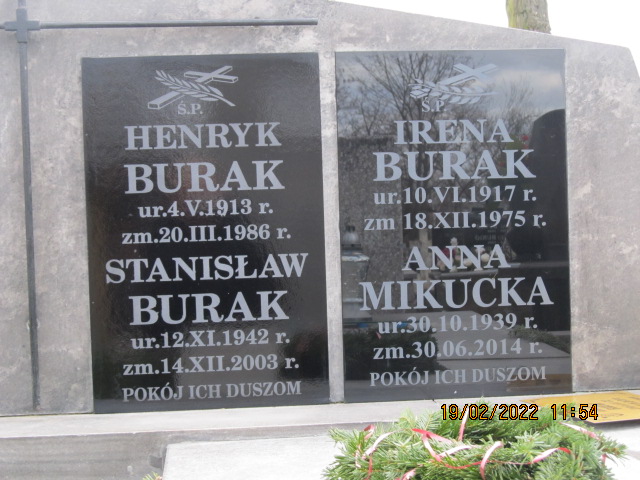 Ś.P.
HENRYK
BURAK
ur.4.V.1913 r.
zm.20.III.1986 r.
STANISŁAW
BURAK
ur.12.XI.1942 r.
zm.14.XII.2003 r.
POKÓJ ICH DUSZOM
Ś.P.
IRENA
BURAK
ur.10.VI.1917 r.
zm 18.XII.1975 r.
ANNA
MIKUCKA
ur.30.10.1939 r.
zm.30.06.2014 r.
POKÓJ ICH DUSZOM
19/02/2022 11:54